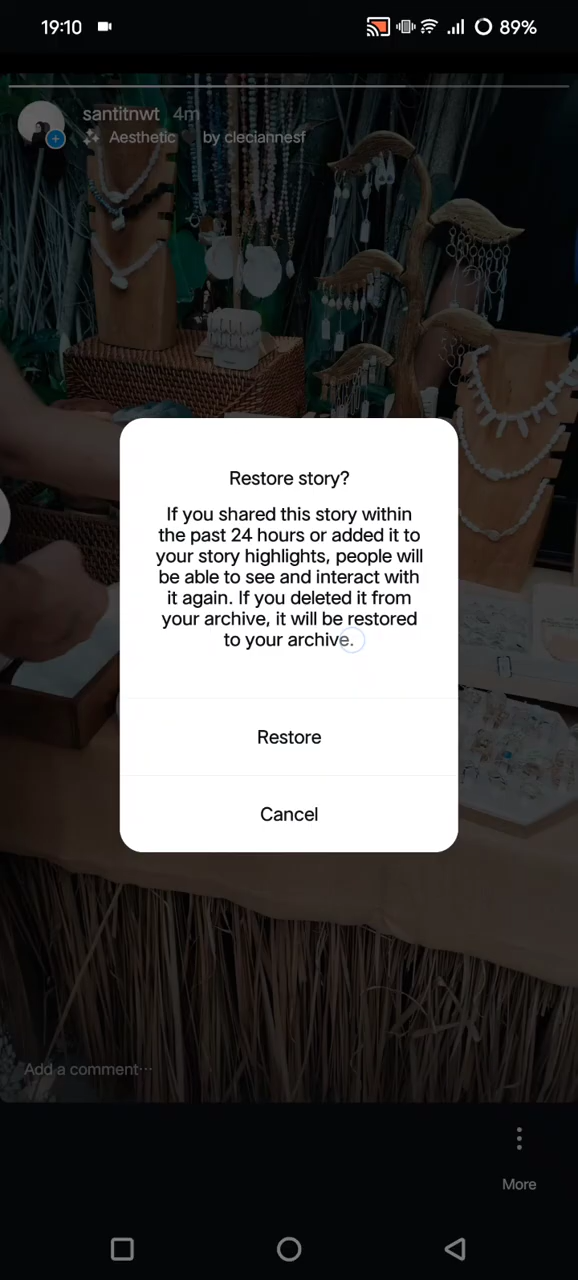 19:10
89%
santitnwt 4m
Aesthetic by cleciannesf
Restore story?
If you shared this story within
the past 24 hours or added it to
your story highlights, people will
be able to see and interact with
it again. If you deleted it from
your archive, it will be restored
to your archive.
Restore
Cancel
Add a comment...
More